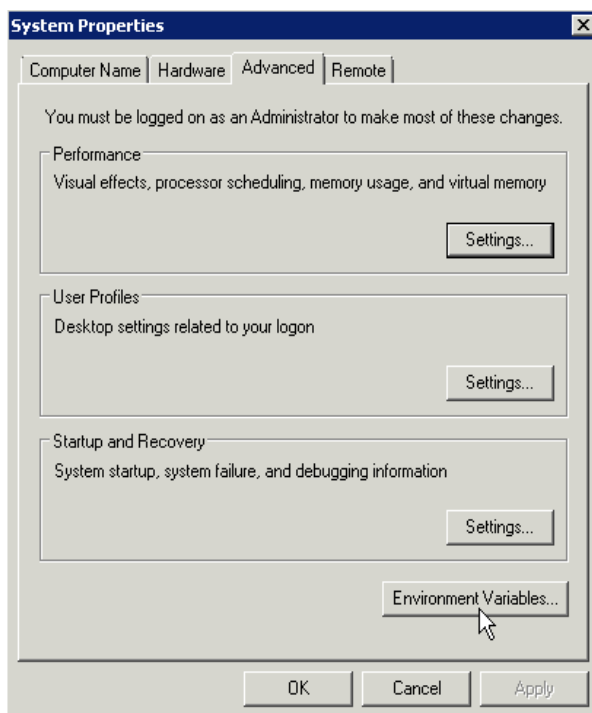 System Properties
Computer Name
Hardware
Advanced
Remote
You must be logged on as an Administrator to make most of these changes.
Performance
Visual effects, processor scheduling, memory usage, and virtual memory
Settings...
User Profiles
Desktop settings related to your logon
Settings...
Startup and Recovery
System startup, system failure, and debugging information
Settings...
Environment Variables...
OK
Cancel
Apply